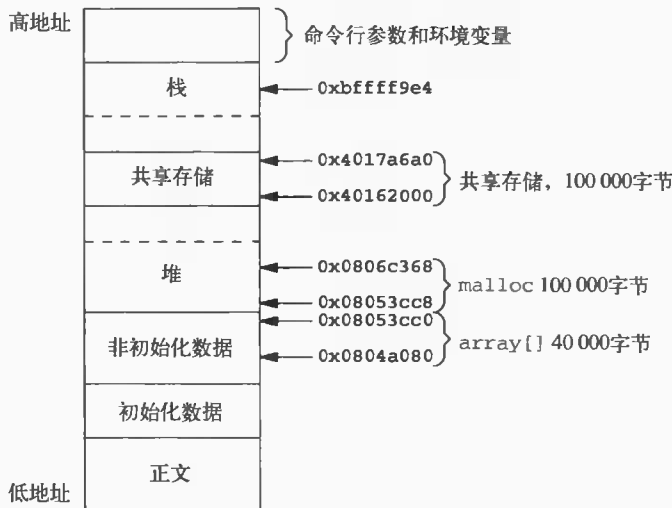 高地址
命令行参数和环境变量
栈
0xbffff9e4
0x4017a6a0
共享存储
共享存储，100 000字节
0x40162000
0x0806c368
堆
malloc 100 000字节
0x08053cc8
0x08053cc0
非初始化数据
array[] 40 000字节
0x0804a080
初始化数据
正文
低地址